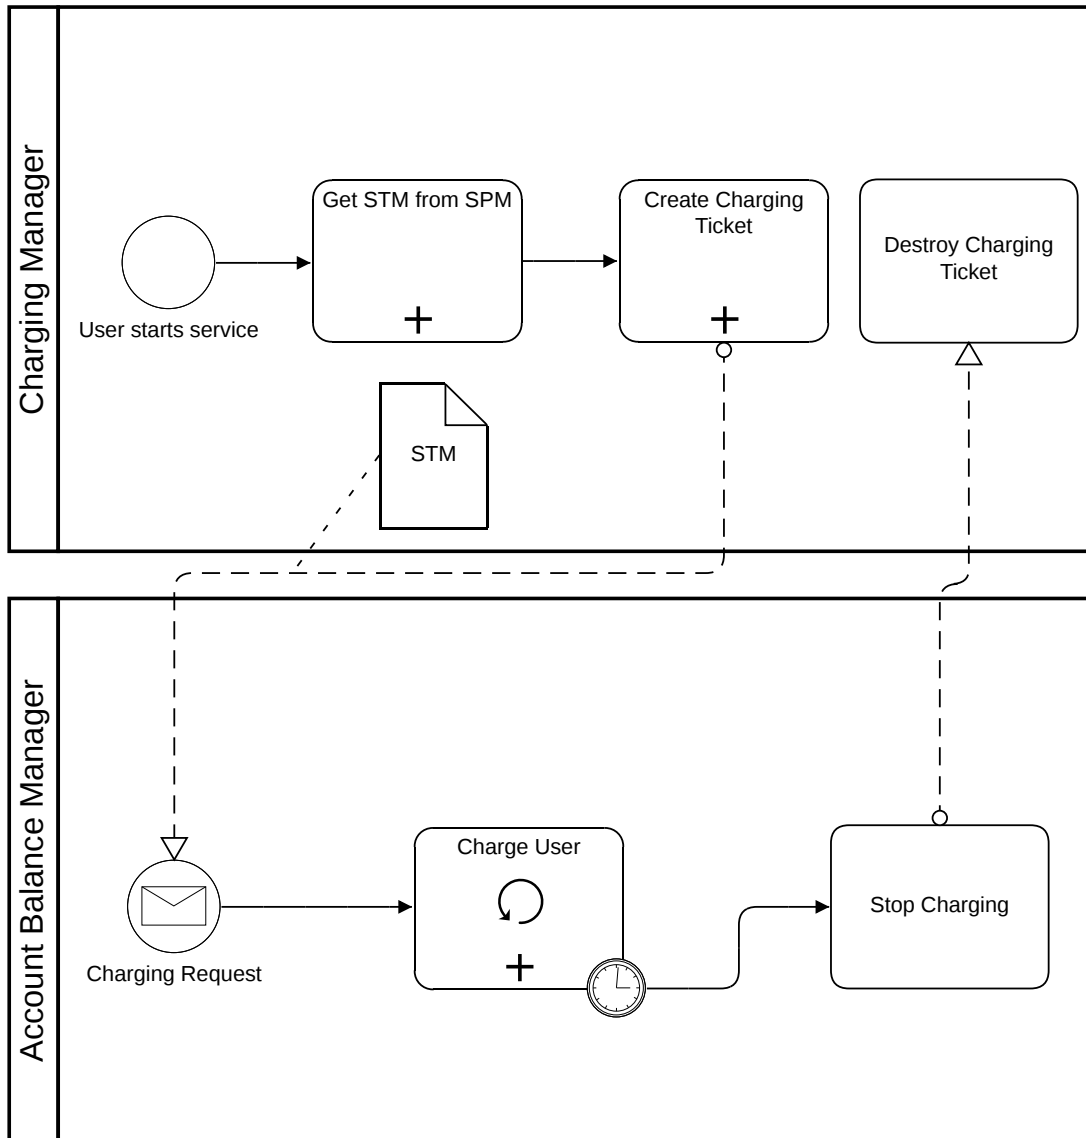 Charging Manager
Get STM from SPM
Create Charging
Ticket
Destroy Charging
Ticket
User starts service
STM
Account Balance Manager
Charge User
Stop Charging
Charging Request